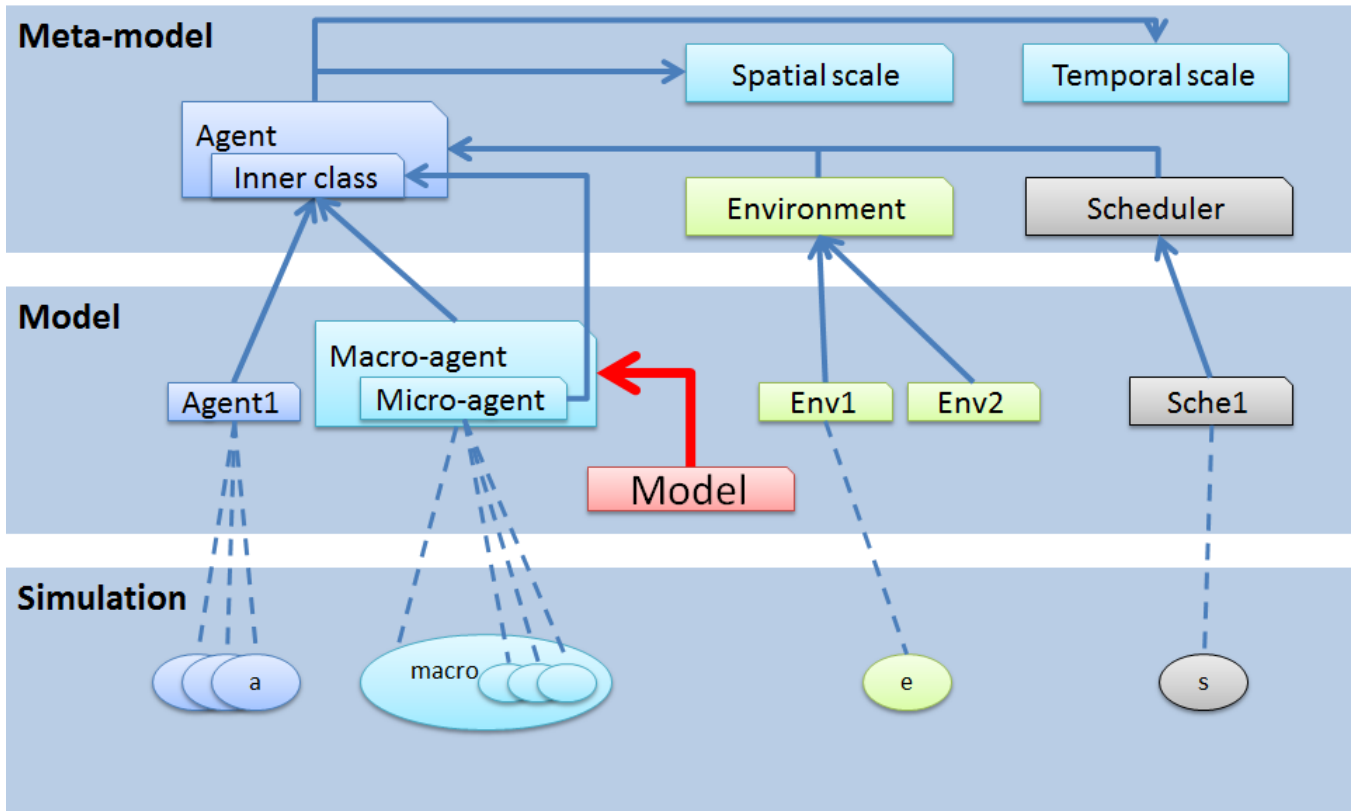 Meta-model
Spatial scale
Temporal scale
Agent
Inner class
Environment
Scheduler
Model
Macro-agent
Micro-agent
Agent1
Env1
Env2
Sche1
Model
Simulation
a
macro
e
s